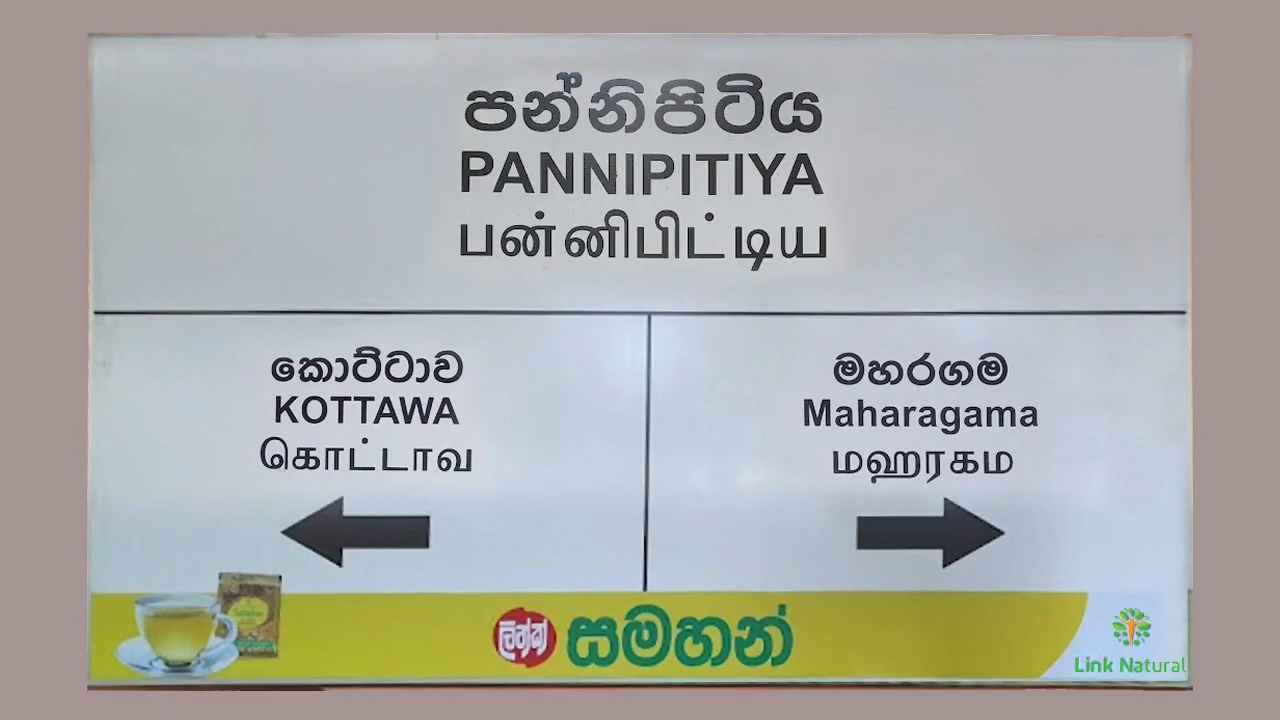 පන්නිපිටිය
PANNIPITIYA
பன்னிபிட்டிய
කොට්ටාව
KOTTAWA
கொட்டாவ
මහරගම
Maharagama
மஹரகம
ලින්ක් සමහන්
Link Natural